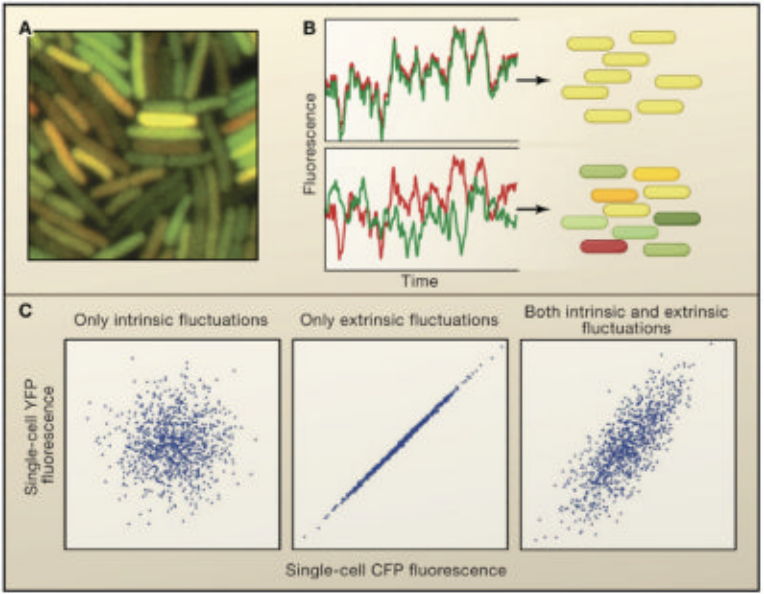 A
B
Fluorescence
Time
C
Only intrinsic fluctuations
Only extrinsic fluctuations
Both intrinsic and extrinsic
fluctuations
Single-cell YFP
fluorescence
Single-cell CFP fluorescence